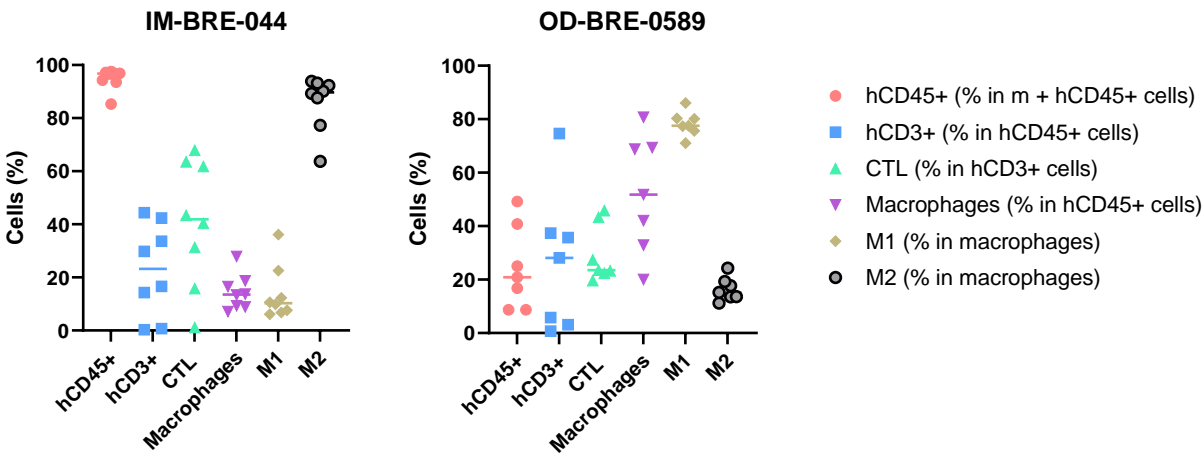 IM-BRE-044
Cells (%)
100
80
60
40
20
0
hCD45+
hCD3+
CTL
Macrophages
M1
M2
OD-BRE-0589
Cells (%)
100
80
60
40
20
0
hCD45+
hCD3+
CTL
Macrophages
M1
M2
hCD45+ (% in m + hCD45+ cells)
hCD3+ (% in hCD45+ cells)
CTL (% in hCD3+ cells)
Macrophages (% in hCD45+ cells)
M1 (% in macrophages)
M2 (% in macrophages)